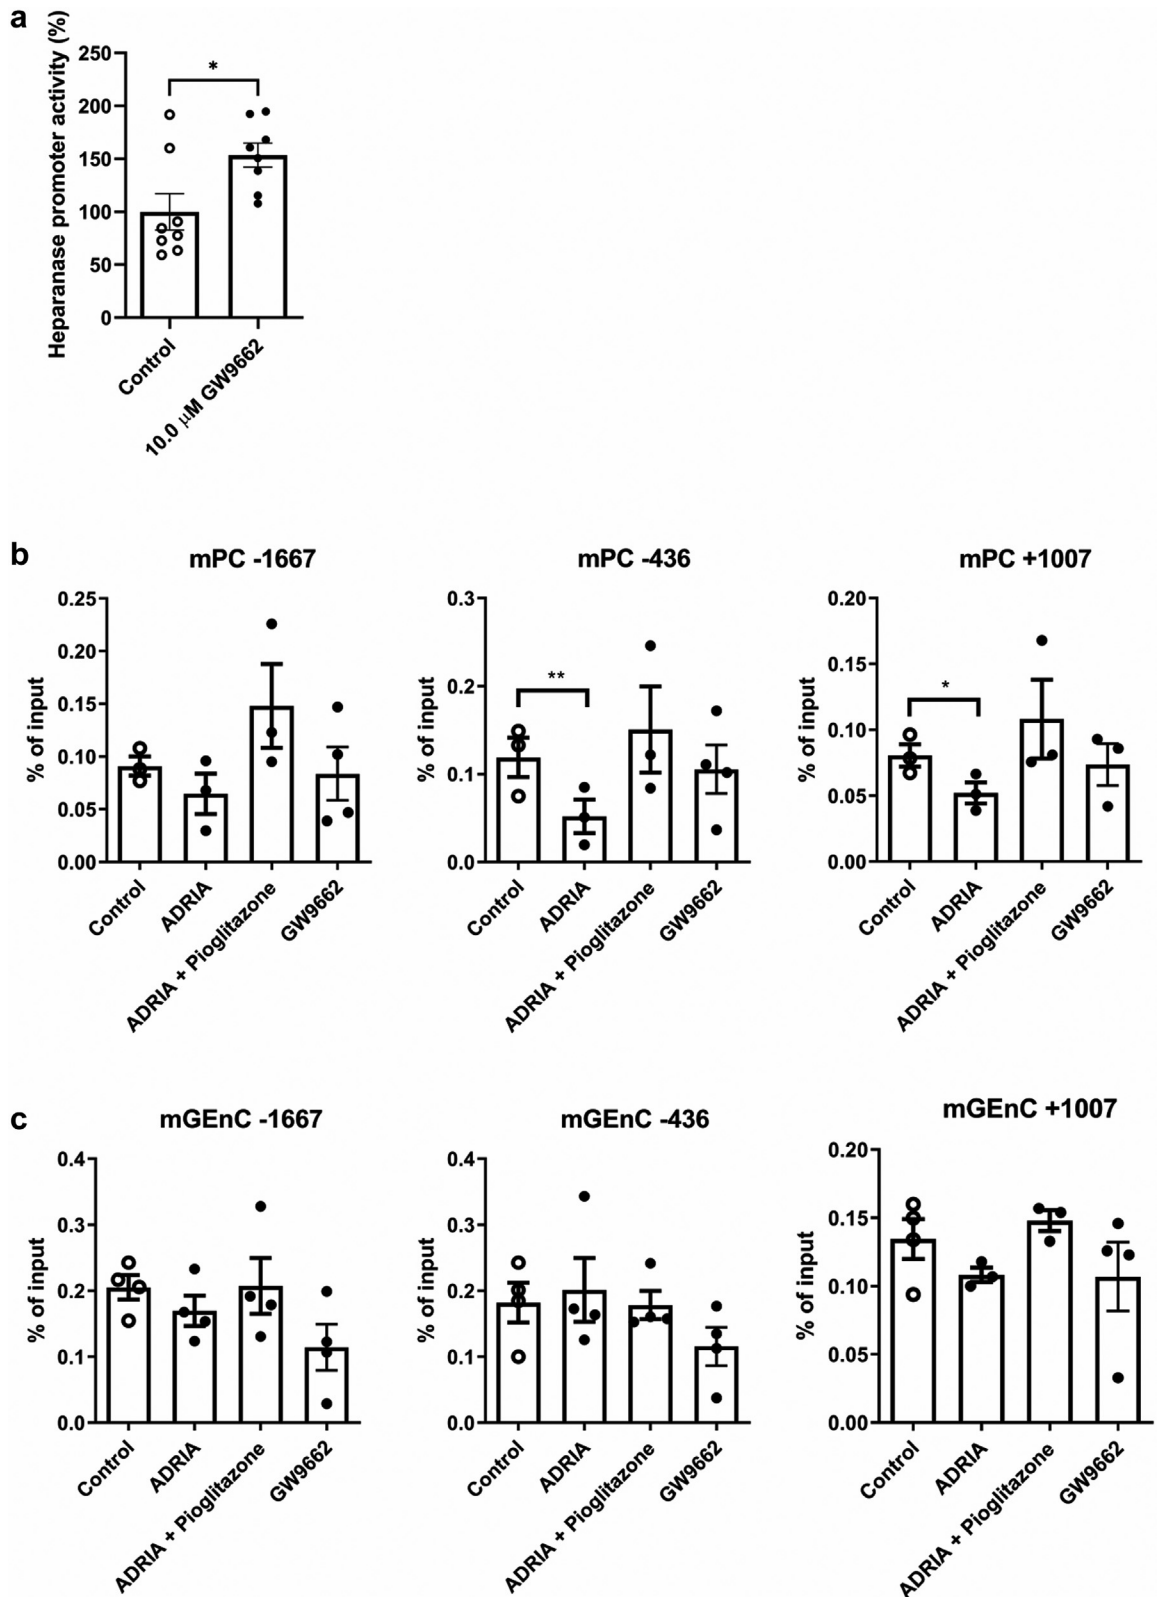 a
Heparanase promoter activity (%)
250
200
150
100
50
0
*
Control
10.0 μM GW9662
b
mPC -1667
% of input
0.25
0.20
0.15
0.10
0.05
0.00
Control
ADRIA
ADRIA + Pioglitazone
GW9662
mPC -436
% of input
0.3
0.2
0.1
0.0
**
Control
ADRIA
ADRIA + Pioglitazone
GW9662
mPC +1007
% of input
0.20
0.15
0.10
0.05
0.00
*
Control
ADRIA
ADRIA + Pioglitazone
GW9662
c
mGEnC -1667
% of input
0.4
0.3
0.2
0.1
0.0
Control
ADRIA
ADRIA + Pioglitazone
GW9662
mGEnC -436
% of input
0.4
0.3
0.2
0.1
0.0
Control
ADRIA
ADRIA + Pioglitazone
GW9662
mGEnC +1007
% of input
0.20
0.15
0.10
0.05
0.00
Control
ADRIA
ADRIA + Pioglitazone
GW9662